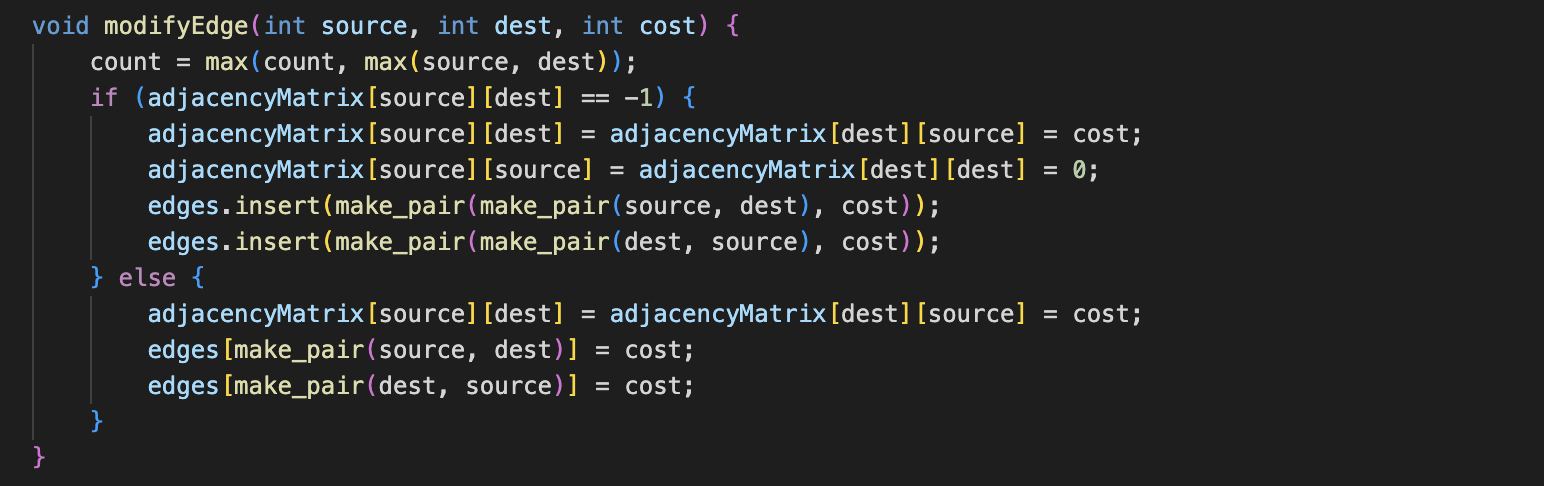 void modifyEdge(int source, int dest, int cost) {
    count = max(count, max(source, dest));
    if (adjacencyMatrix[source][dest] == -1) {
        adjacencyMatrix[source][dest] = adjacencyMatrix[dest][source] = cost;
        adjacencyMatrix[source][source] = adjacencyMatrix[dest][dest] = 0;
        edges.insert(make_pair(make_pair(source, dest), cost));
        edges.insert(make_pair(make_pair(dest, source), cost));
    } else {
        adjacencyMatrix[source][dest] = adjacencyMatrix[dest][source] = cost;
        edges[make_pair(source, dest)] = cost;
        edges[make_pair(dest, source)] = cost;
    }
}